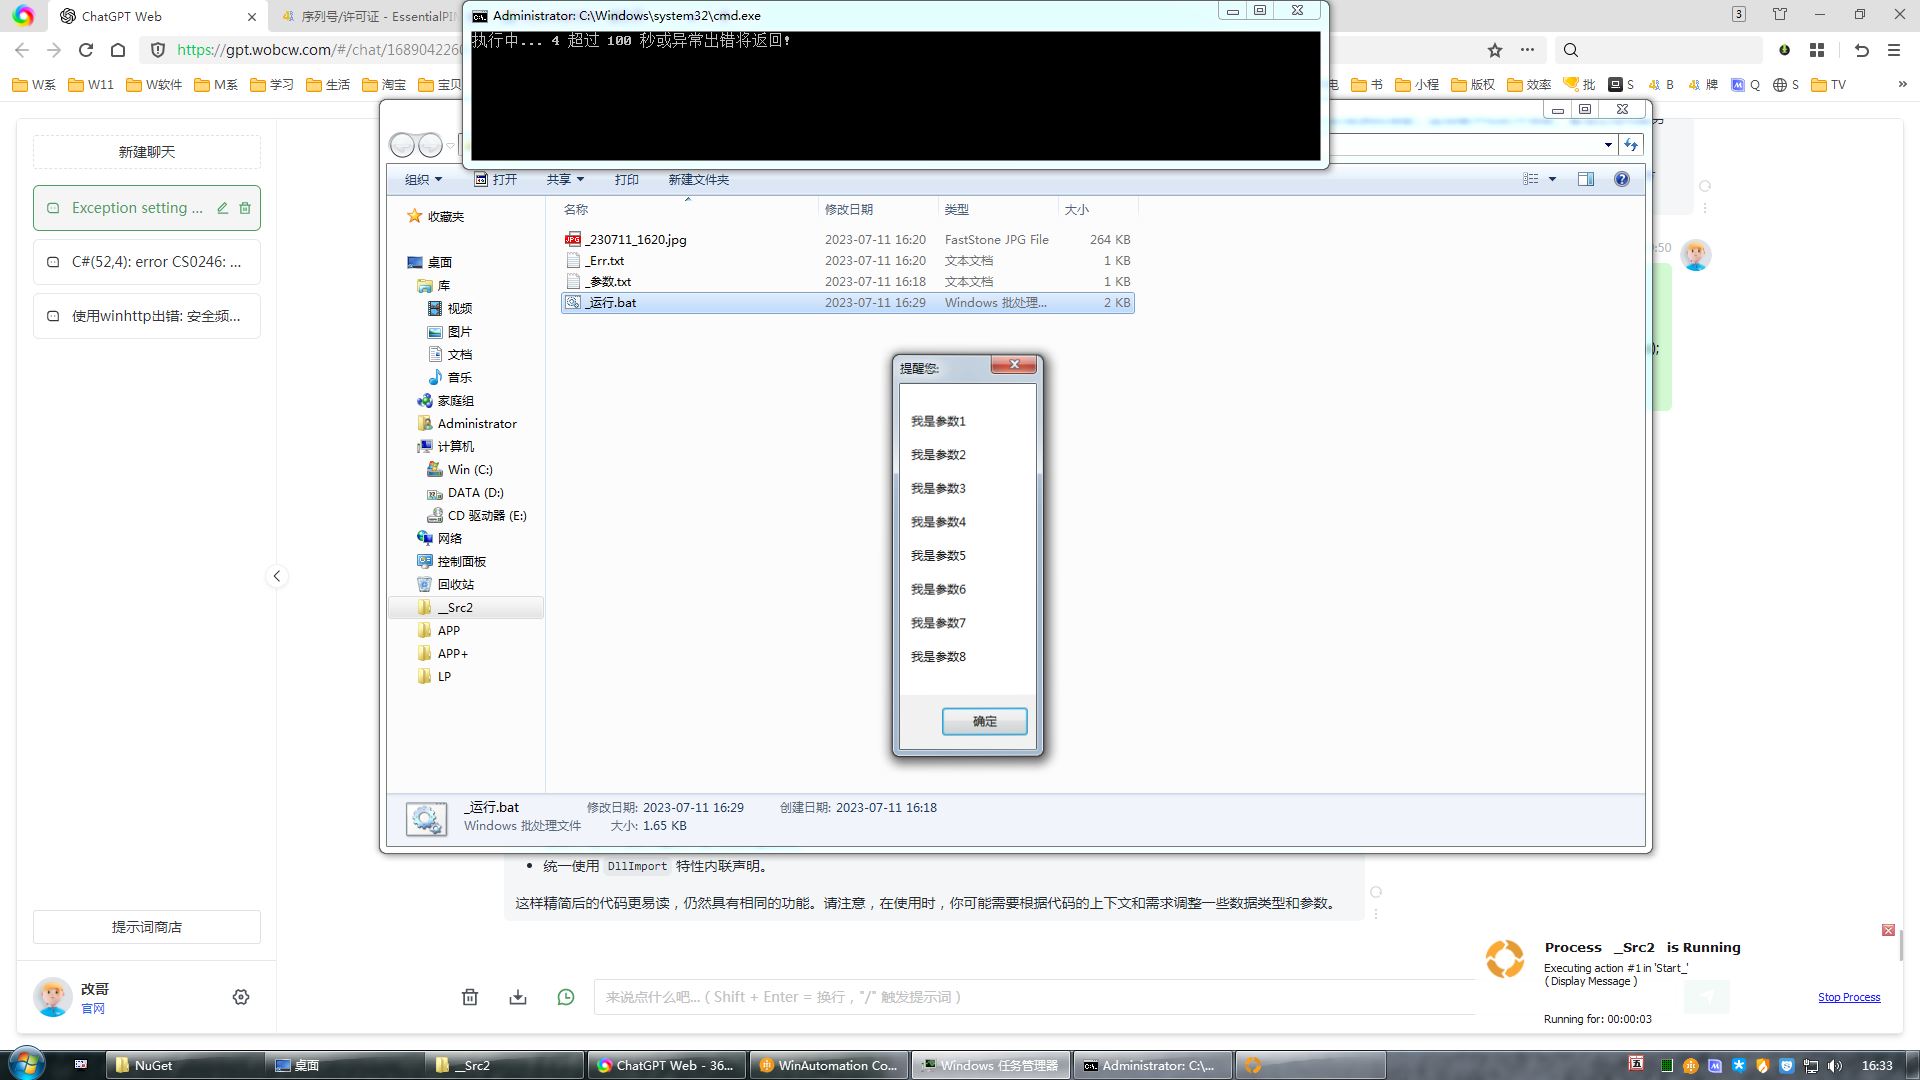 ChatGPT Web
序列号/许可证 - EssentialPI
Administrator: C:\Windows\system32\cmd.exe
3
https://gpt.wobcw.com/#/chat/1689042260
执行中... 4 超过 100 秒或异常出错将返回!
W系
W11
W软件
M系
学习
生活
淘宝
宝贝
书
小程
版权
效率
批
S
B
牌
Q
S
TV
新建聊天
Exception setting ...
C#(52,4): error CS0246: ...
使用winhttp出错: 安全频...
组织
打开
共享
打印
新建文件夹
收藏夹
桌面
库
视频
图片
文档
音乐
家庭组
Administrator
计算机
Win (C:)
DATA (D:)
CD 驱动器 (E:)
网络
控制面板
回收站
__Src2
APP
APP+
LP
名称 修改日期 类型 大小
_230711_1620.jpg 2023-07-11 16:20 FastStone JPG File 264 KB
_Err.txt 2023-07-11 16:20 文本文档 1 KB
_参数.txt 2023-07-11 16:18 文本文档 1 KB
_运行.bat 2023-07-11 16:29 Windows 批处理... 2 KB
:50
);
提醒您:
我是参数1
我是参数2
我是参数3
我是参数4
我是参数5
我是参数6
我是参数7
我是参数8
确定
_运行.bat 修改日期: 2023-07-11 16:29 创建日期: 2023-07-11 16:18
Windows 批处理文件 大小: 1.65 KB
统一使用 DllImport 特性内联声明。
这样精简后的代码更易读，仍然具有相同的功能。请注意，在使用时，你可能需要根据代码的上下文和需求调整一些数据类型和参数。
提示词商店
改哥
官网
来说点什么吧...（Shift + Enter = 换行，"/" 触发提示词）
Process __Src2 is Running
Executing action #1 in 'Start_'
( Display Message )
Stop Process
Running for: 00:00:03
NuGet
桌面
__Src2
ChatGPT Web - 36...
WinAutomation Co...
Windows 任务管理器
Administrator: C:\...
五
16:33